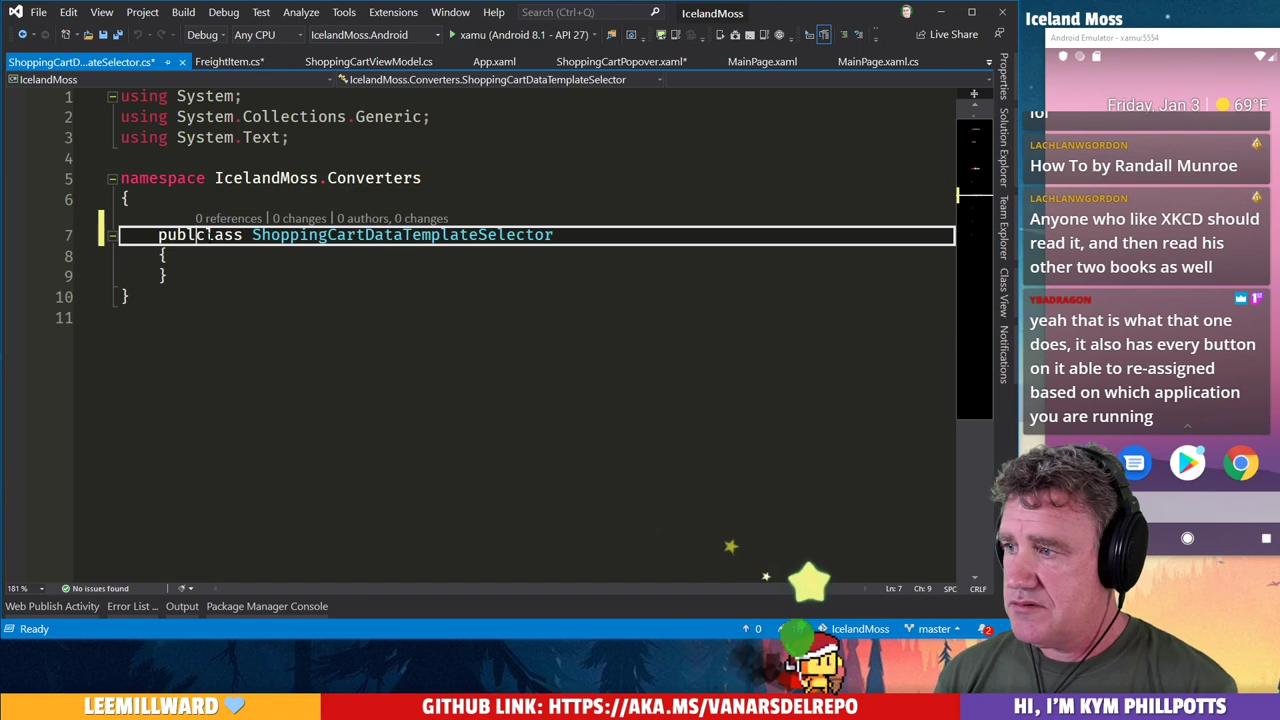 File Edit View Project Build Debug Test Analyze Tools Extensions Window Help Search (Ctrl+Q) IcelandMoss
Debug Any CPU IcelandMoss.Android xamu (Android 8.1 - API 27) Live Share
ShoppingCartD...ateSelector.cs* FreightItem.cs* ShoppingCartViewModel.cs App.xaml ShoppingCartPopover.xaml* MainPage.xaml MainPage.xaml.cs
IcelandMoss IcelandMoss.Converters.ShoppingCartDataTemplateSelector
1 using System;
2 using System.Collections.Generic;
3 using System.Text;
4
5 namespace IcelandMoss.Converters
6 {
0 references | 0 changes | 0 authors, 0 changes
7 publclass ShoppingCartDataTemplateSelector
8 {
9 }
10 }
11
Properties
Solution Explorer
Team Explorer
Class View
Notifications
181 % No issues found Ln: 7 Ch: 9 SPC CRLF
Web Publish Activity Error List ... Output Package Manager Console
Ready 0 IcelandMoss master 2
Iceland Moss
Android Emulator - xamu:5554
Friday, Jan 3 69°F
for
LACHLANWGORDON
How To by Randall Munroe
LACHLANWGORDON
Anyone who like XKCD should
read it, and then read his
other two books as well
YBADRAGON
yeah that is what that one
does, it also has every button
on it able to re-assigned
based on which application
you are running
LEEMILLWARD
GITHUB LINK: HTTPS://AKA.MS/VANARSDELREPO
HI, I'M KYM PHILLPOTTS